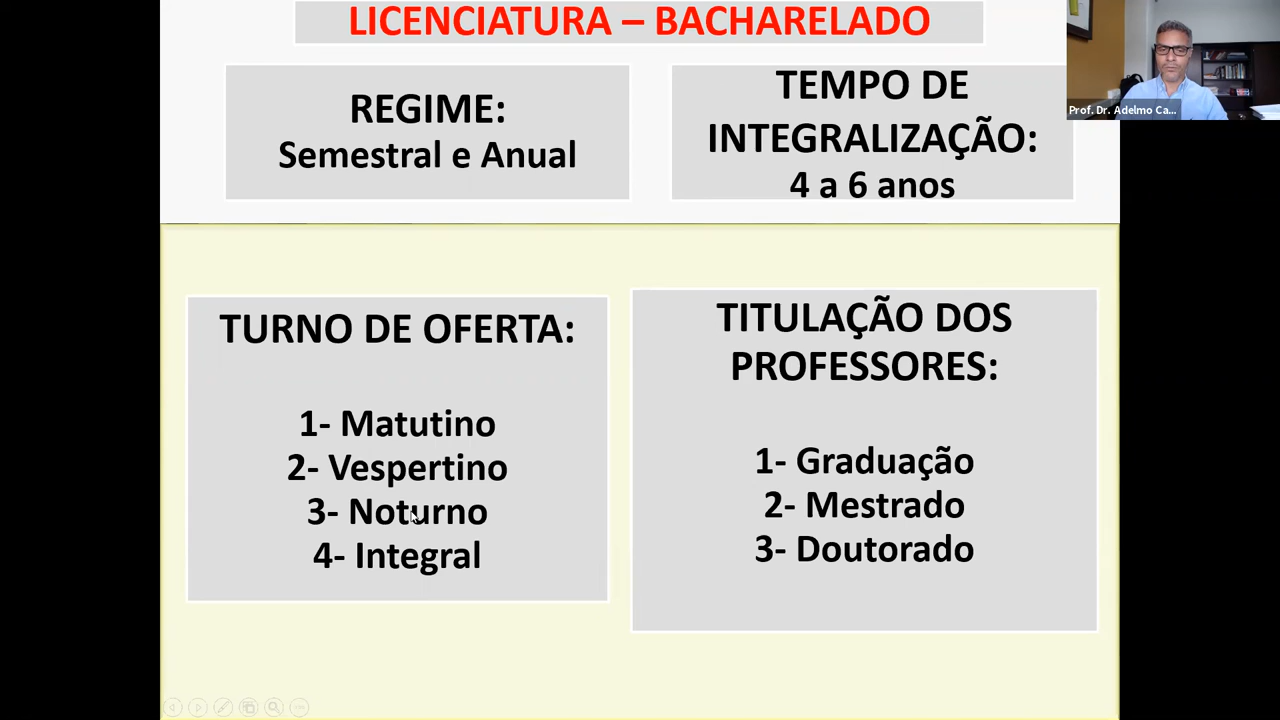 LICENCIATURA – BACHARELADO
REGIME:
Semestral e Anual
TEMPO DE
INTEGRALIZAÇÃO:
4 a 6 anos
Prof. Dr. Adelmo Ca...
TURNO DE OFERTA:
1- Matutino
2- Vespertino
3- Noturno
4- Integral
TITULAÇÃO DOS
PROFESSORES:
1- Graduação
2- Mestrado
3- Doutorado